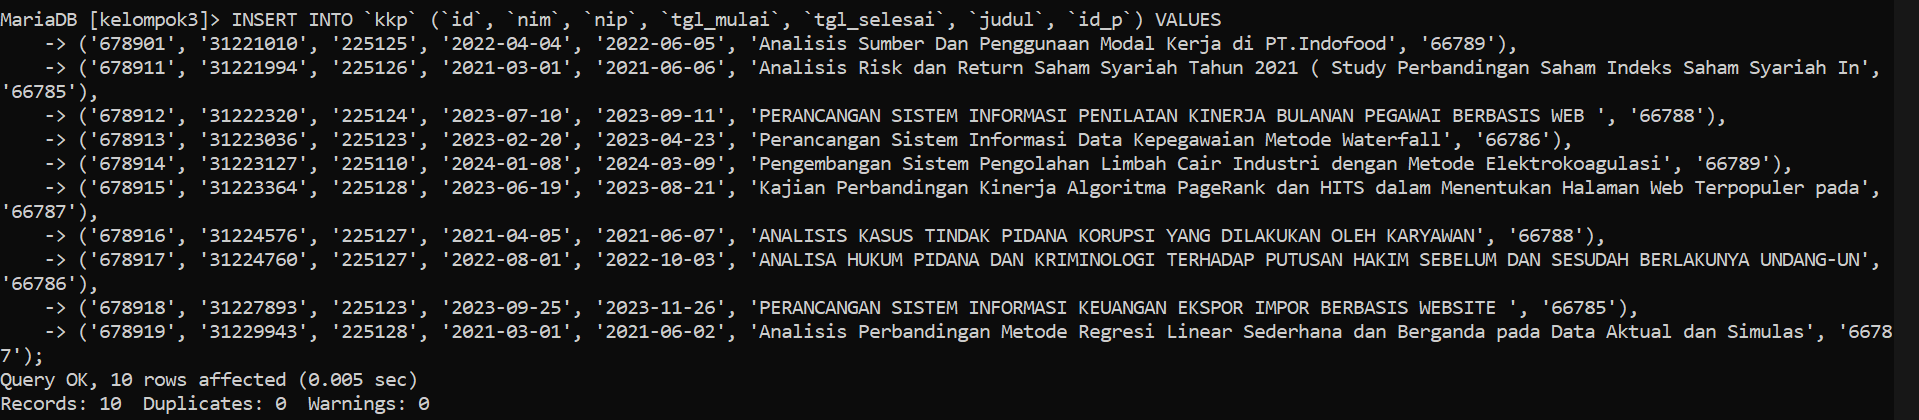 MariaDB [kelompok3]> INSERT INTO `kkp` (`id`, `nim`, `nip`, `tgl_mulai`, `tgl_selesai`, `judul`, `id_p`) VALUES
    -> ('678901', '31221010', '225125', '2022-04-04', '2022-06-05', 'Analisis Sumber Dan Penggunaan Modal Kerja di PT.Indofood', '66789'),
    -> ('678911', '31221994', '225126', '2021-03-01', '2021-06-06', 'Analisis Risk dan Return Saham Syariah Tahun 2021 ( Study Perbandingan Saham Indeks Saham Syariah In',
'66785'),
    -> ('678912', '31222320', '225124', '2023-07-10', '2023-09-11', 'PERANCANGAN SISTEM INFORMASI PENILAIAN KINERJA BULANAN PEGAWAI BERBASIS WEB ', '66788'),
    -> ('678913', '31223036', '225123', '2023-02-20', '2023-04-23', 'Perancangan Sistem Informasi Data Kepegawaian Metode Waterfall', '66786'),
    -> ('678914', '31223127', '225110', '2024-01-08', '2024-03-09', 'Pengembangan Sistem Pengolahan Limbah Cair Industri dengan Metode Elektrokoagulasi', '66789'),
    -> ('678915', '31223364', '225128', '2023-06-19', '2023-08-21', 'Kajian Perbandingan Kinerja Algoritma PageRank dan HITS dalam Menentukan Halaman Web Terpopuler pada',
'66787'),
    -> ('678916', '31224576', '225127', '2021-04-05', '2021-06-07', 'ANALISIS KASUS TINDAK PIDANA KORUPSI YANG DILAKUKAN OLEH KARYAWAN', '66788'),
    -> ('678917', '31224760', '225127', '2022-08-01', '2022-10-03', 'ANALISA HUKUM PIDANA DAN KRIMINOLOGI TERHADAP PUTUSAN HAKIM SEBELUM DAN SESUDAH BERLAKUNYA UNDANG-UN',
'66786'),
    -> ('678918', '31227893', '225123', '2023-09-25', '2023-11-26', 'PERANCANGAN SISTEM INFORMASI KEUANGAN EKSPOR IMPOR BERBASIS WEBSITE ', '66785'),
    -> ('678919', '31229943', '225128', '2021-03-01', '2021-06-02', 'Analisis Perbandingan Metode Regresi Linear Sederhana dan Berganda pada Data Aktual dan Simulas', '6678
7');
Query OK, 10 rows affected (0.005 sec)
Records: 10  Duplicates: 0  Warnings: 0